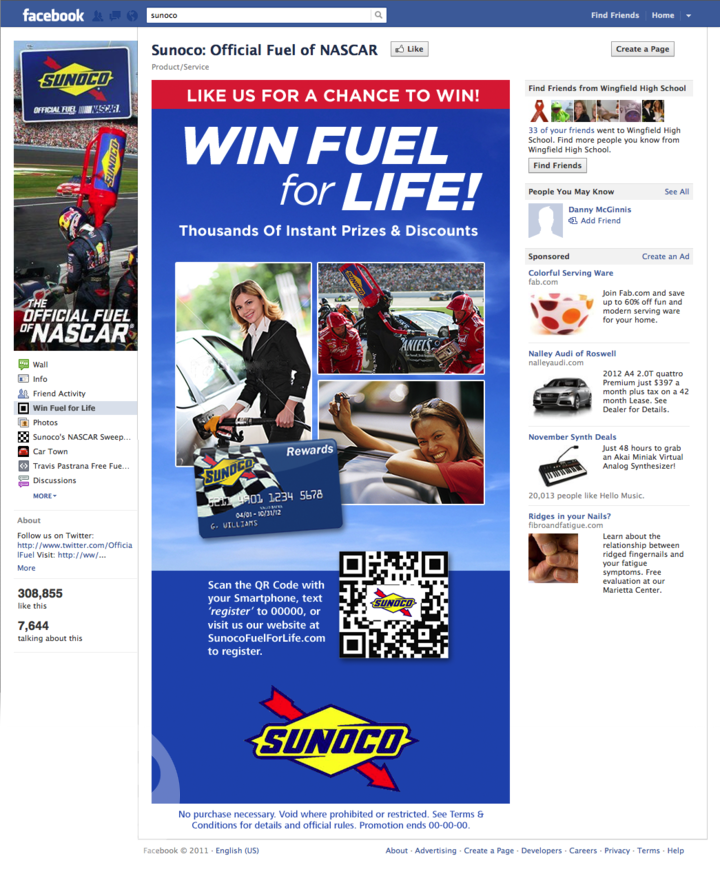 facebook
sunoco
Find Friends
Home
SUNOCO
OFFICIAL FUEL NASCAR.
SUNOCO
THE
OFFICIAL FUEL
OF NASCAR®
Wall
Info
Friend Activity
Win Fuel for Life
Photos
Sunoco's NASCAR Sweep...
Car Town
Travis Pastrana Free Fue...
Discussions
MORE
About
Follow us on Twitter:
http://www.twitter.com/Officia
lFuel Visit: http://ww/...
More
308,855
like this
7,644
talking about this
Sunoco: Official Fuel of NASCAR
Like
Product/Service
Create a Page
LIKE US FOR A CHANCE TO WIN!
WIN FUEL
for LIFE!
Thousands Of Instant Prizes & Discounts
SUNOCO
Rewards
SUNOCO
1234 5678
04/01 - 10/31/12
G. WILLIAMS
Scan the QR Code with
your Smartphone, text
'register' to 00000, or
visit us our website at
SunocoFuelForLife.com
to register.
SUNOCO
SUNOCO
No purchase necessary. Void where prohibited or restricted. See Terms &
Conditions for details and official rules. Promotion ends 00-00-00.
Find Friends from Wingfield High School
33 of your friends went to Wingfield High
School. Find more people you know from
Wingfield High School.
Find Friends
People You May Know
See All
Danny McGinnis
Add Friend
Sponsored
Create an Ad
Colorful Serving Ware
fab.com
Join Fab.com and save
up to 60% off fun and
modern serving ware
for your home.
Nalley Audi of Roswell
nalleyaudi.com
2012 A4 2.0T quattro
Premium just $397 a
month plus tax on a 42
month Lease. See
Dealer for Details.
November Synth Deals
Just 48 hours to grab
an Akai Miniak Virtual
Analog Synthesizer!
20,013 people like Hello Music.
Ridges in your Nails?
fibroandfatigue.com
Learn about the
relationship between
ridged fingernails and
your fatigue
symptoms. Free
evaluation at our
Marietta Center.
Facebook © 2011 · English (US)
About · Advertising · Create a Page · Developers · Careers · Privacy · Terms · Help